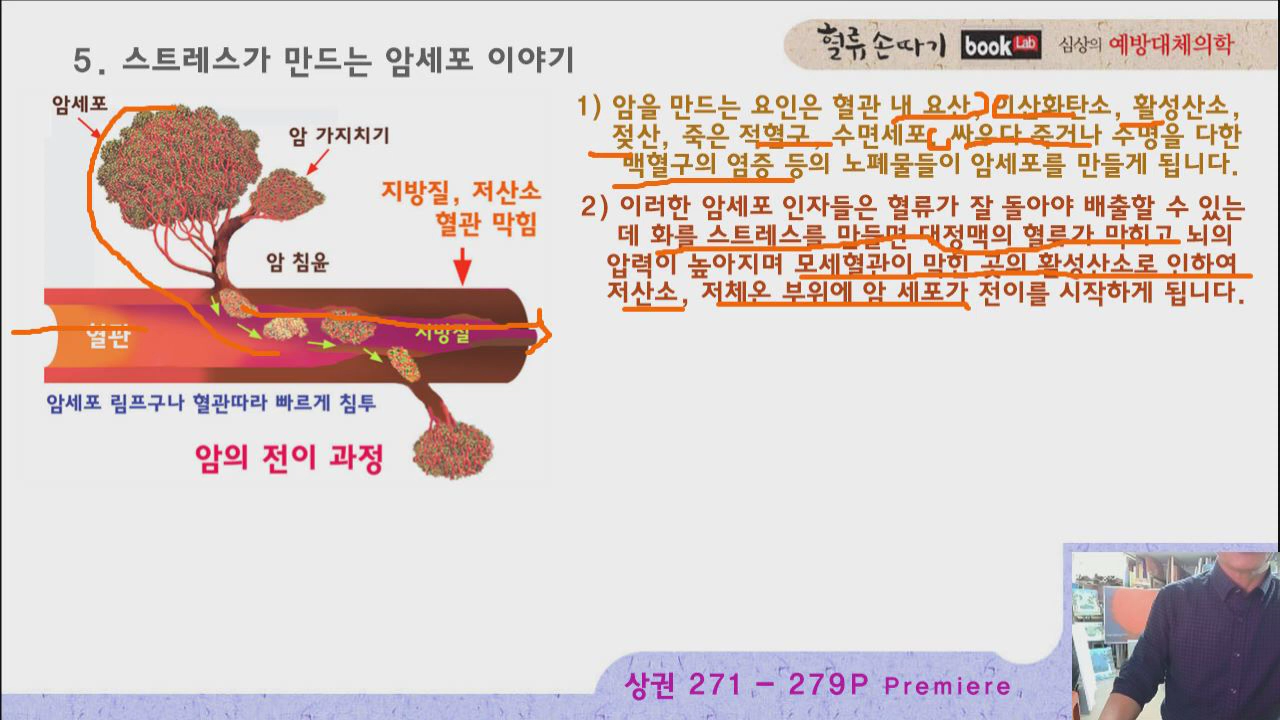 혈류 손따기 book Lab 심상의 예방대체의학
5. 스트레스가 만드는 암세포 이야기
암세포
암 가지치기
지방질, 저산소
혈관 막힘
암 침윤
혈관
지방질
암세포 림프구나 혈관따라 빠르게 침투
암의 전이 과정
1) 암을 만드는 요인은 혈관 내 요산, 이산화탄소, 활성산소,
젖산, 죽은 적혈구, 수면세포, 싸우다 죽거나 수명을 다한
백혈구의 염증 등의 노폐물들이 암세포를 만들게 됩니다.
2) 이러한 암세포 인자들은 혈류가 잘 돌아야 배출할 수 있는
데 화를 스트레스를 만들면 대정맥의 혈류가 막히고 뇌의
압력이 높아지며 모세혈관이 막힌 곳의 활성산소로 인하여
저산소, 저체온 부위에 암 세포가 전이를 시작하게 됩니다.
상권 271 - 279P Premiere